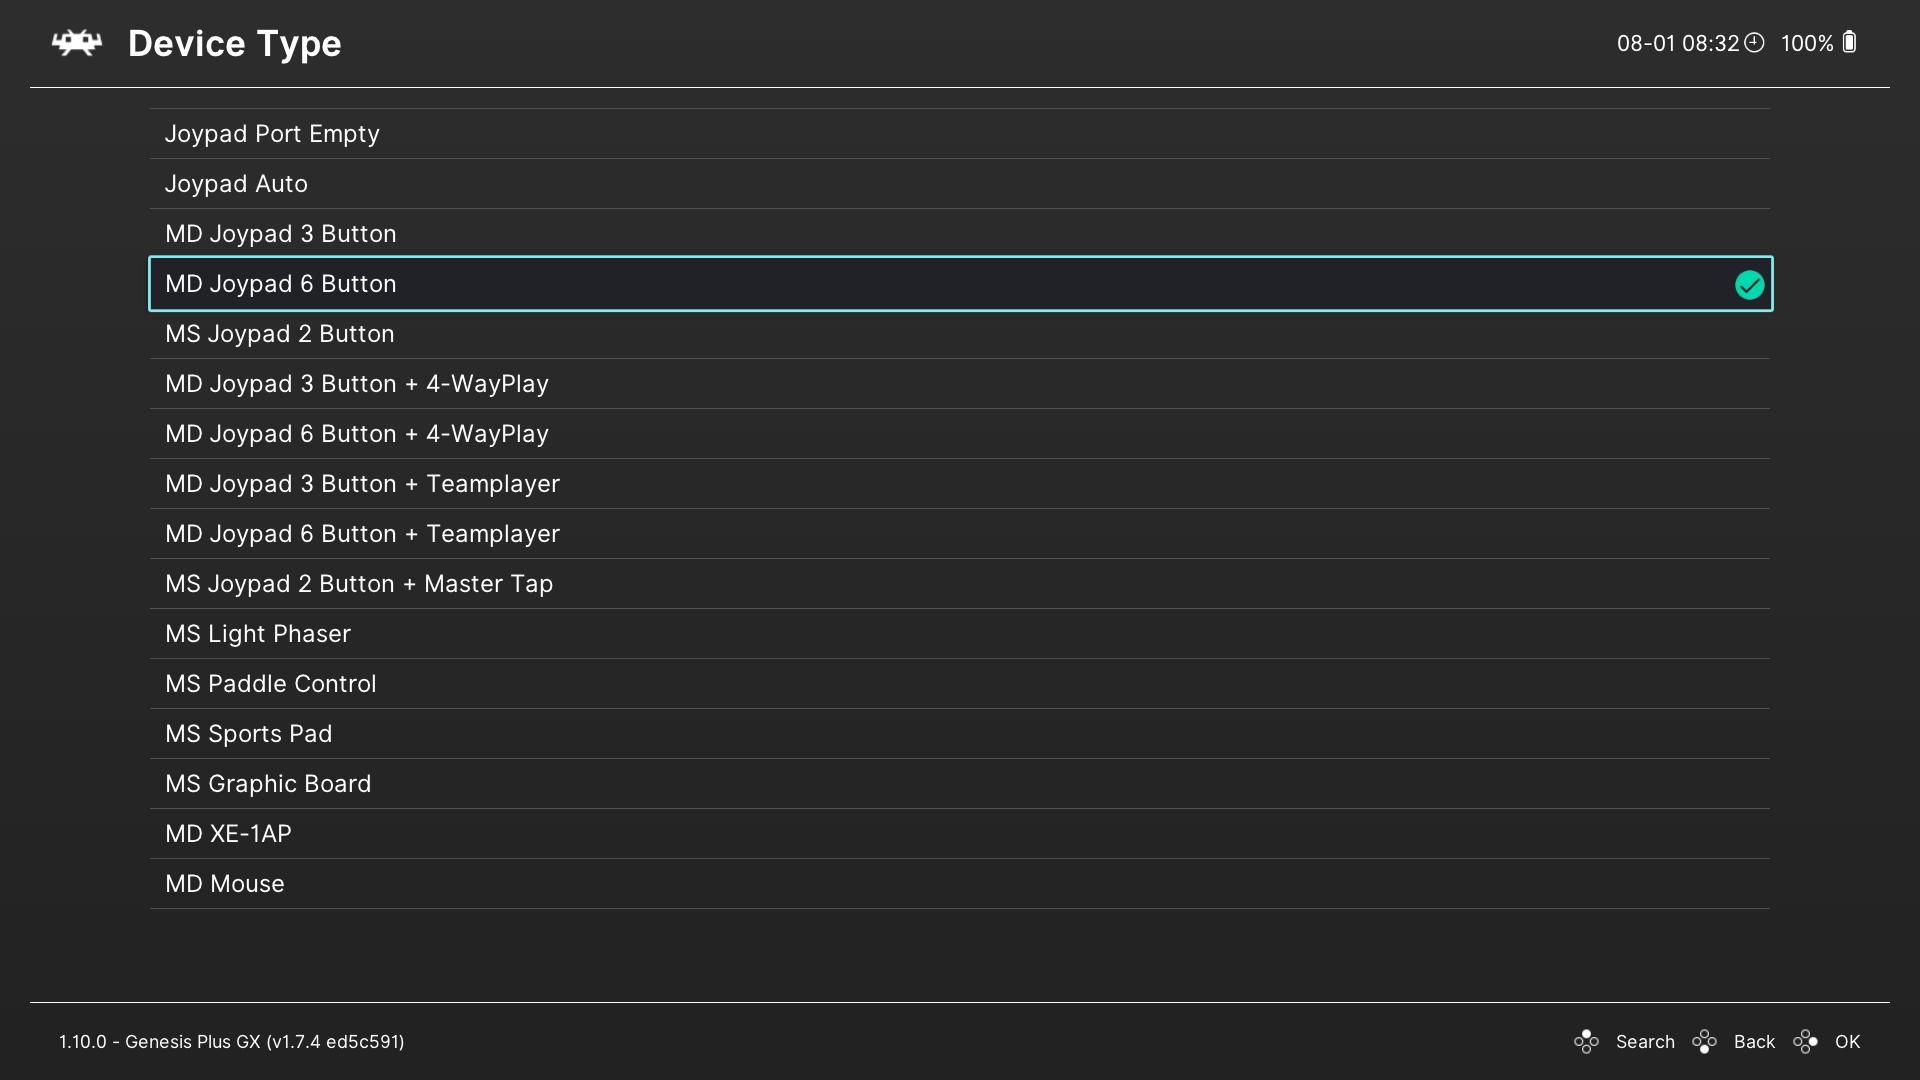 Device Type
08-01 08:32 100%
Joypad Port Empty
Joypad Auto
MD Joypad 3 Button
MD Joypad 6 Button
MS Joypad 2 Button
MD Joypad 3 Button + 4-WayPlay
MD Joypad 6 Button + 4-WayPlay
MD Joypad 3 Button + Teamplayer
MD Joypad 6 Button + Teamplayer
MS Joypad 2 Button + Master Tap
MS Light Phaser
MS Paddle Control
MS Sports Pad
MS Graphic Board
MD XE-1AP
MD Mouse
1.10.0 - Genesis Plus GX (v1.7.4 ed5c591)
Search Back OK